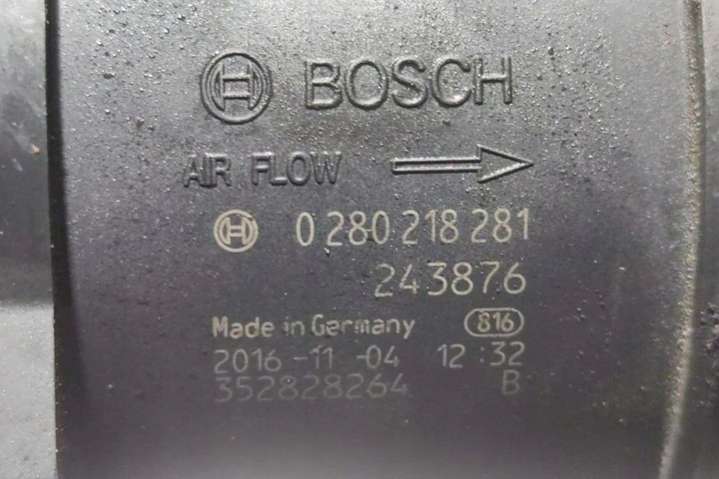 BOSCH
AIR FLOW
0 280 218 281
243876
Made in Germany 816
2016-11-04 12:32
352828264 B